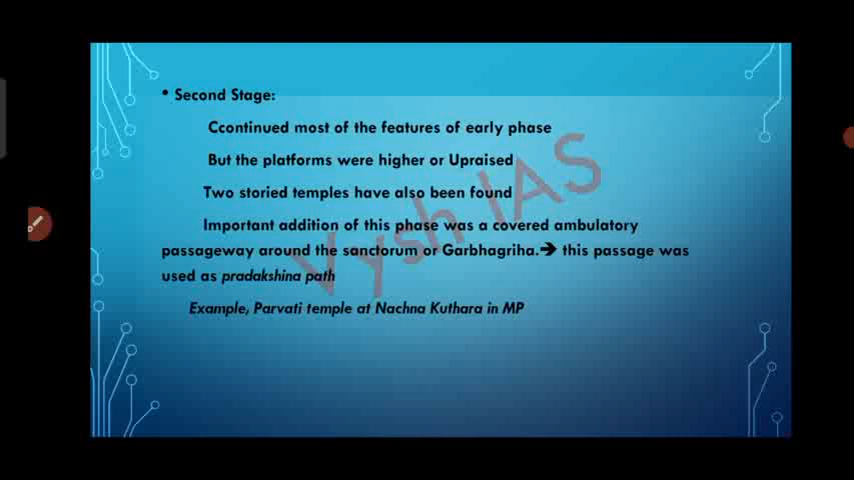 • Second Stage:
Ccontinued most of the features of early phase
But the platforms were higher or Upraised
Two storied temples have also been found
Important addition of this phase was a covered ambulatory
passageway around the sanctorum or Garbhagriha.➔ this passage was
used as pradakshina path
Example, Parvati temple at Nachna Kuthara in MP
Vysh IAS